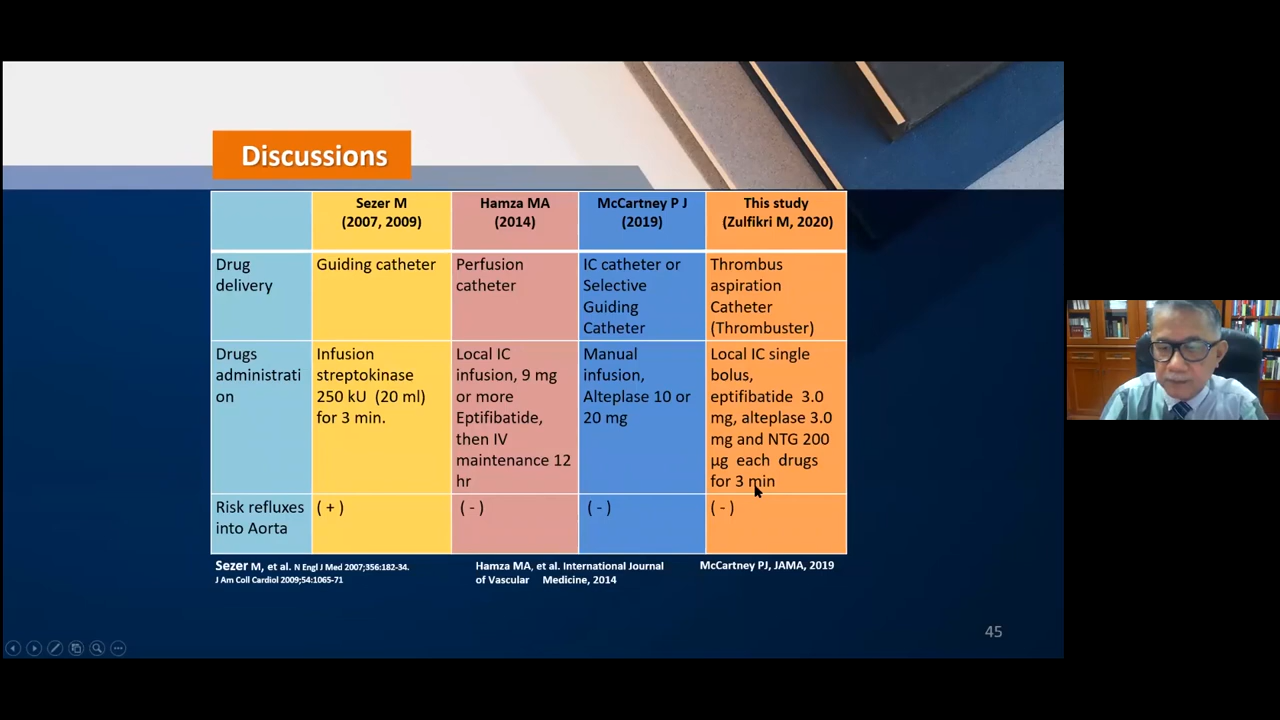 Discussions
Sezer M
(2007, 2009)
Hamza MA
(2014)
McCartney P J
(2019)
This study
(Zulfikri M, 2020)
Drug
delivery
Guiding catheter
Perfusion
catheter
IC catheter or
Selective
Guiding
Catheter
Thrombus
aspiration
Catheter
(Thrombuster)
Drugs
administrati
on
Infusion
streptokinase
250 kU (20 ml)
for 3 min.
Local IC
infusion, 9 mg
or more
Eptifibatide,
then IV
maintenance 12
hr
Manual
infusion,
Alteplase 10 or
20 mg
Local IC single
bolus,
eptifibatide 3.0
mg, alteplase 3.0
mg and NTG 200
µg each drugs
for 3 min
Risk refluxes
into Aorta
( + )
( - )
( - )
( - )
Sezer M, et al. N Engl J Med 2007;356:182-34.
J Am Coll Cardiol 2009;54:1065-71
Hamza MA, et al. International Journal
of Vascular Medicine, 2014
McCartney PJ, JAMA, 2019
45